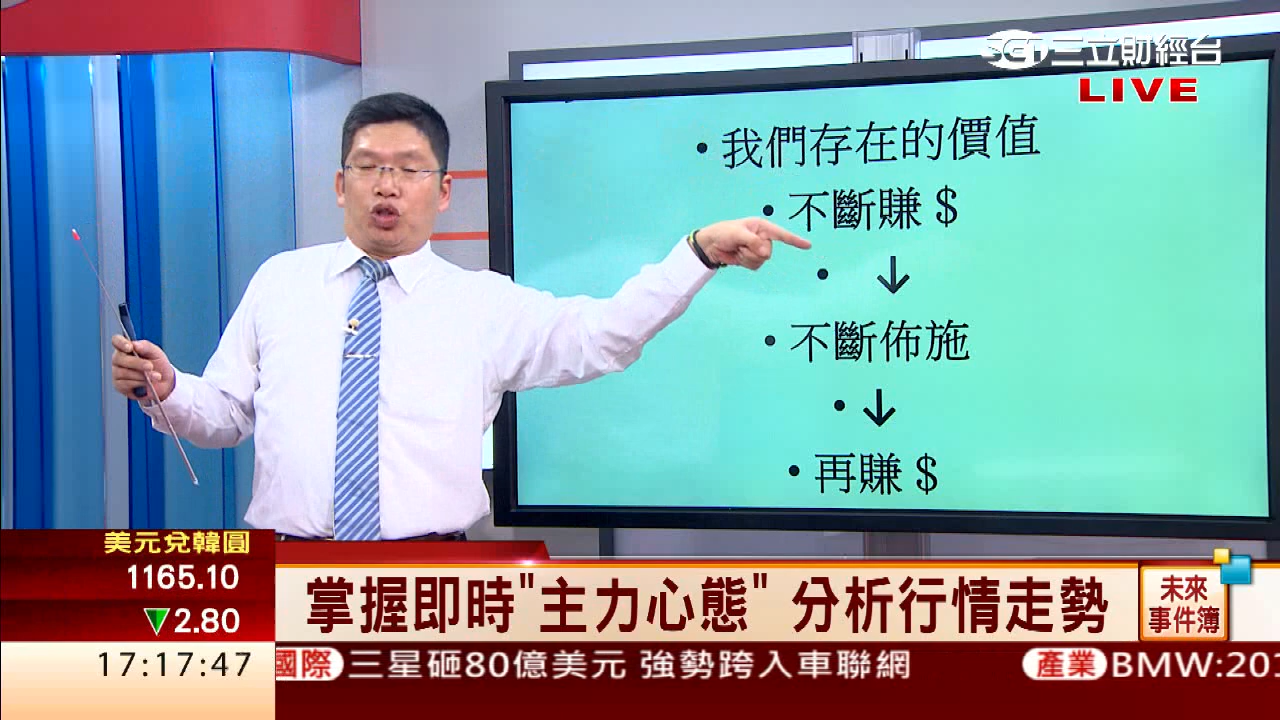 SET三立財經台
LIVE
•我們存在的價值
•不斷賺 $
• ↓
•不斷佈施
•↓
•再賺 $
美元兌韓圓
1165.10
▼2.80
17:17:47
掌握即時"主力心態" 分析行情走勢
未來
事件簿
國際 三星砸80億美元 強勢跨入車聯網
產業 BMW:201